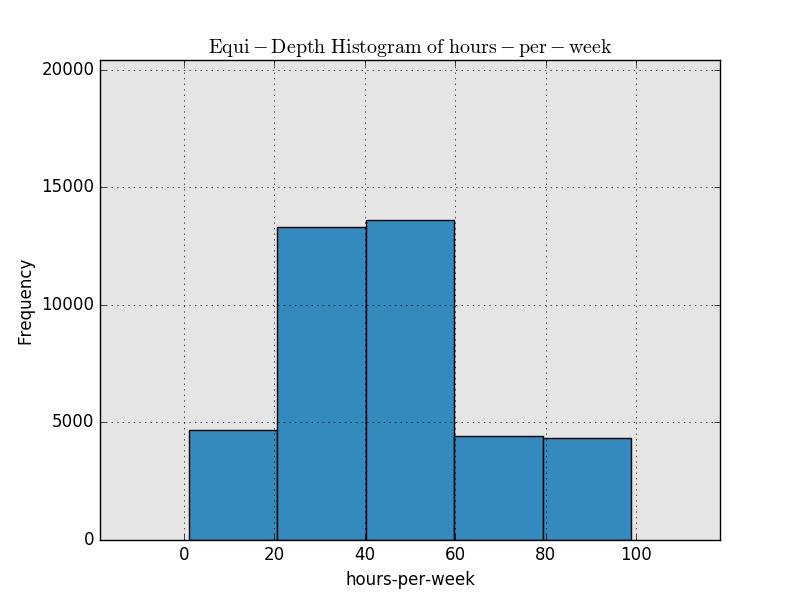 Equi − Depth Histogram of hours − per − week
20000
15000
10000
5000
0
Frequency
0 20 40 60 80 100
hours-per-week